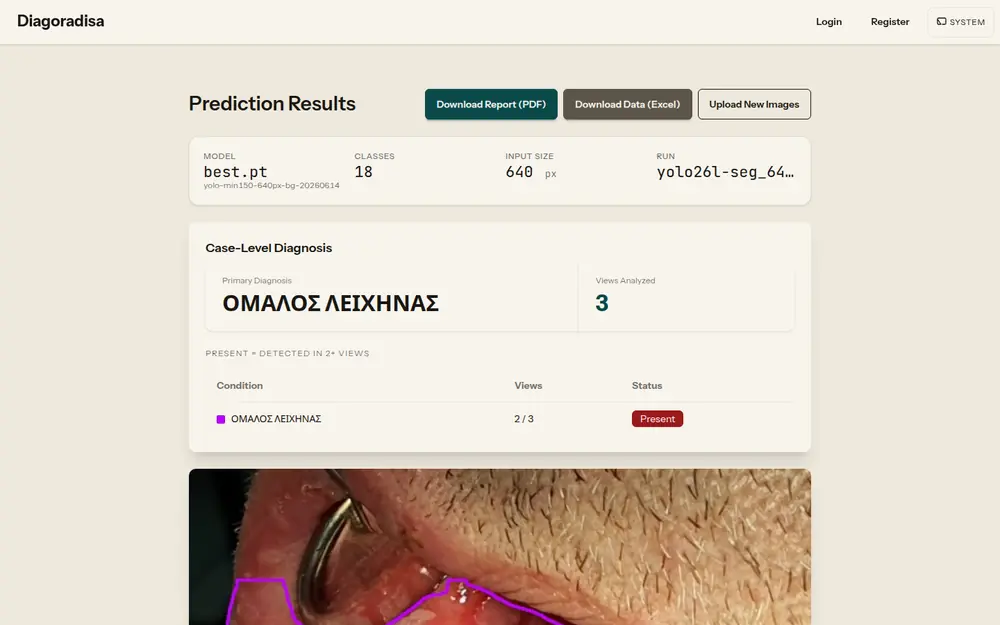 Diagoradisa
Login
Register
SYSTEM
Prediction Results
Download Report (PDF)
Download Data (Excel)
Upload New Images
MODEL
best.pt
yolo-min150-640px-bg-20260614
CLASSES
18
INPUT SIZE
640 px
RUN
yolo26l-seg_64…
Case-Level Diagnosis
Primary Diagnosis
ΟΜΑΛΟΣ ΛΕΙΧΗΝΑΣ
Views Analyzed
3
PRESENT = DETECTED IN 2+ VIEWS
Condition Views Status
ΟΜΑΛΟΣ ΛΕΙΧΗΝΑΣ 2 / 3 Present